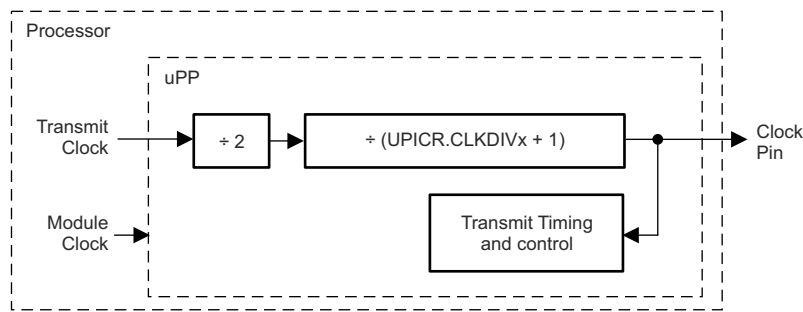 Processor
uPP
Transmit
Clock
÷ 2
÷ (UPICR.CLKDIVx + 1)
Clock
Pin
Module
Clock
Transmit Timing
and control